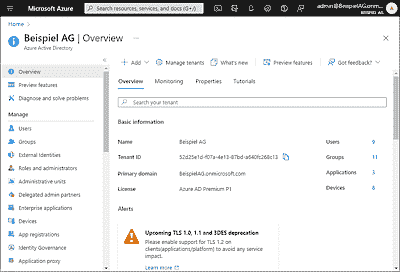 Microsoft Azure
Search resources, services, and docs (G+/)
admin@BeispielAG.onm...
BEISPIEL AG
Home >
Beispiel AG | Overview ...
Azure Active Directory
Overview
Preview features
Diagnose and solve problems
Manage
Users
Groups
External Identities
Roles and administrators
Administrative units
Delegated admin partners
Enterprise applications
Devices
App registrations
Identity Governance
Application proxy
Add
Manage tenants
What's new
Preview features
Got feedback?
Overview
Monitoring
Properties
Tutorials
Search your tenant
Basic information
Name Beispiel AG Users 9
Tenant ID 52d25e1d-f07a-4e13-87bd-a640fc268c13 Groups 11
Primary domain BeispielAG.onmicrosoft.com Applications 3
License Azure AD Premium P1 Devices 6
Alerts
Upcoming TLS 1.0, 1.1 and 3DES deprecation
Please enable support for TLS 1.2 on
clients(applications/platform) to avoid any
service impact.
Learn more